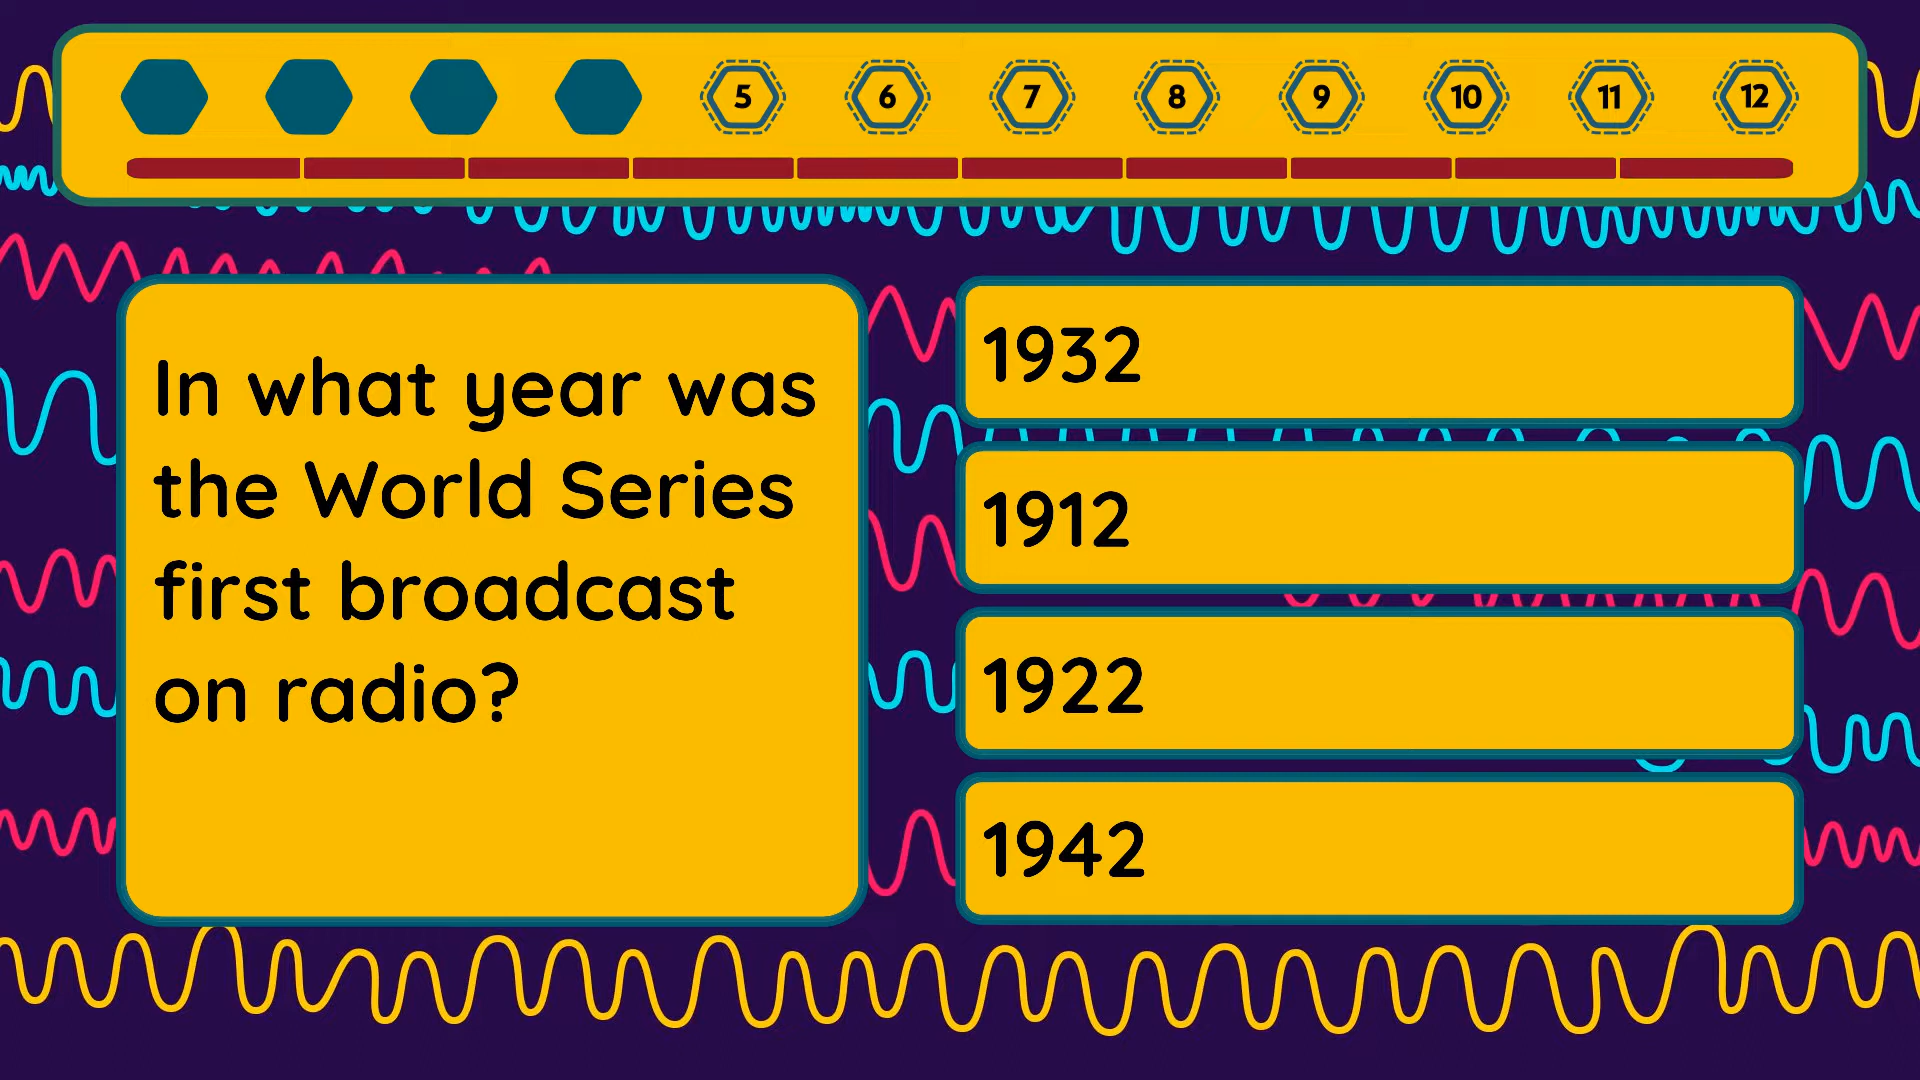 5 6 7 8 9 10 11 12
In what year was
the World Series
first broadcast
on radio?
1932
1912
1922
1942